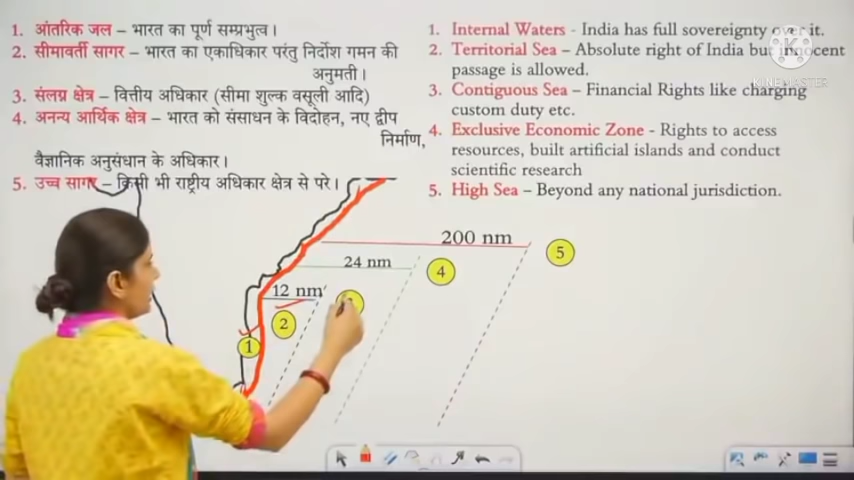 1. आंतरिक जल – भारत का पूर्ण सम्प्रभुत्व।
2. सीमावर्ती सागर – भारत का एकाधिकार परंतु निर्दोश गमन की
अनुमती।
3. संलग्न क्षेत्र – वित्तीय अधिकार (सीमा शुल्क वसूली आदि)
4. अनन्य आर्थिक क्षेत्र – भारत को संसाधन के विदोहन, नए द्वीप
निर्माण,
वैज्ञानिक अनुसंधान के अधिकार।
5. उच्च सागर – किसी भी राष्ट्रीय अधिकार क्षेत्र से परे।
1. Internal Waters - India has full sovereignty over it.
2. Territorial Sea – Absolute right of India but innocent
passage is allowed.
3. Contiguous Sea – Financial Rights like charging
custom duty etc.
4. Exclusive Economic Zone - Rights to access
resources, built artificial islands and conduct
scientific research
5. High Sea – Beyond any national jurisdiction.
KINEMASTER
200 nm
5
24 nm
4
12 nm
2
1